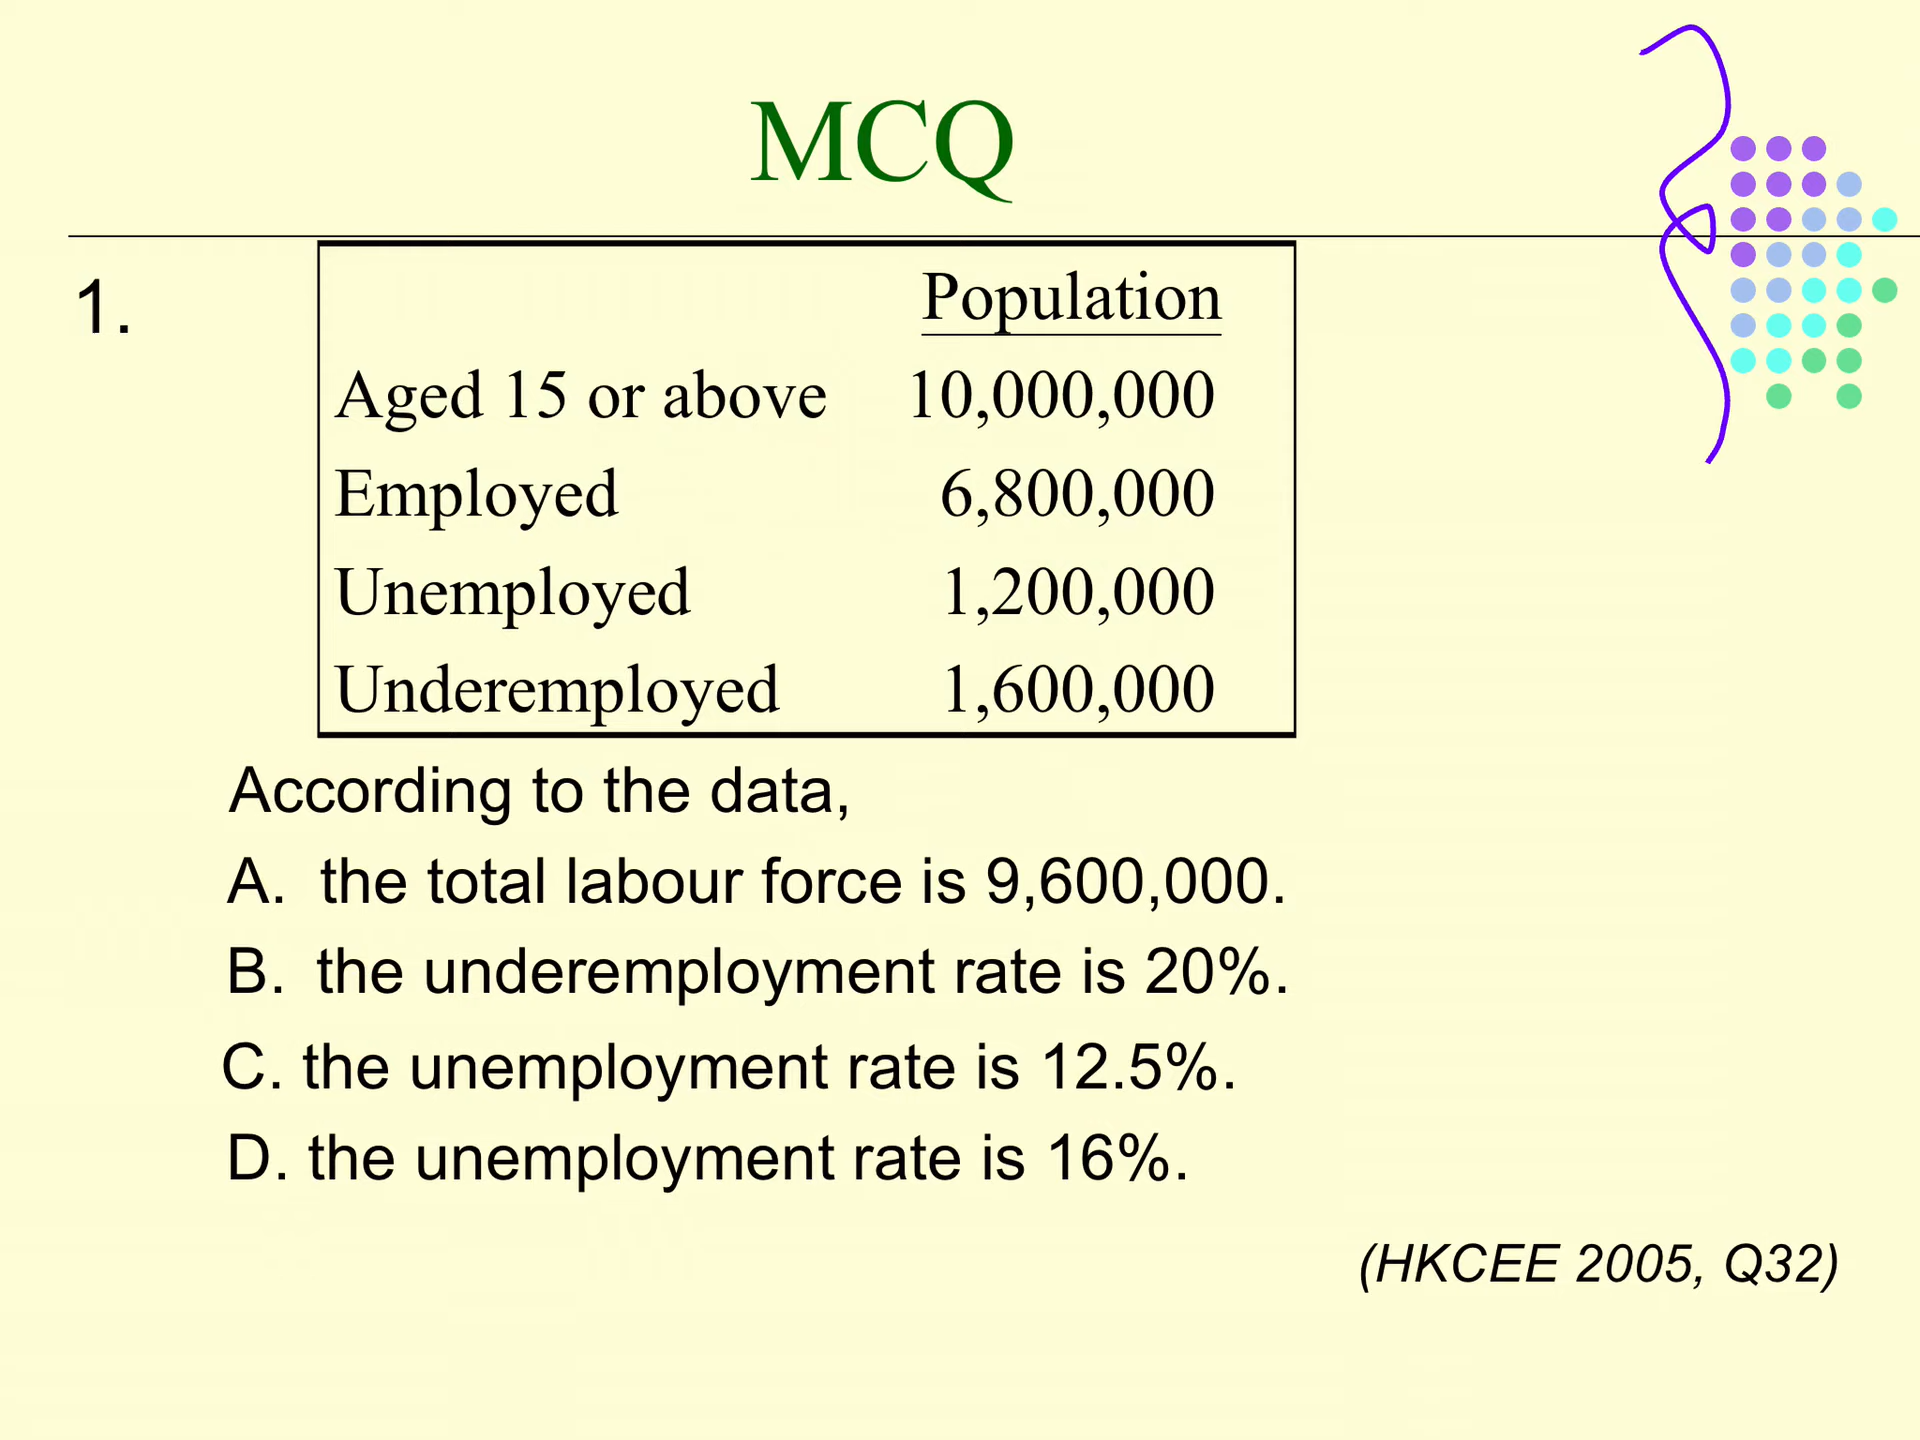 MCQ
1.
Population
Aged 15 or above 10,000,000
Employed 6,800,000
Unemployed 1,200,000
Underemployed 1,600,000
According to the data,
A. the total labour force is 9,600,000.
B. the underemployment rate is 20%.
C. the unemployment rate is 12.5%.
D. the unemployment rate is 16%.
(HKCEE 2005, Q32)